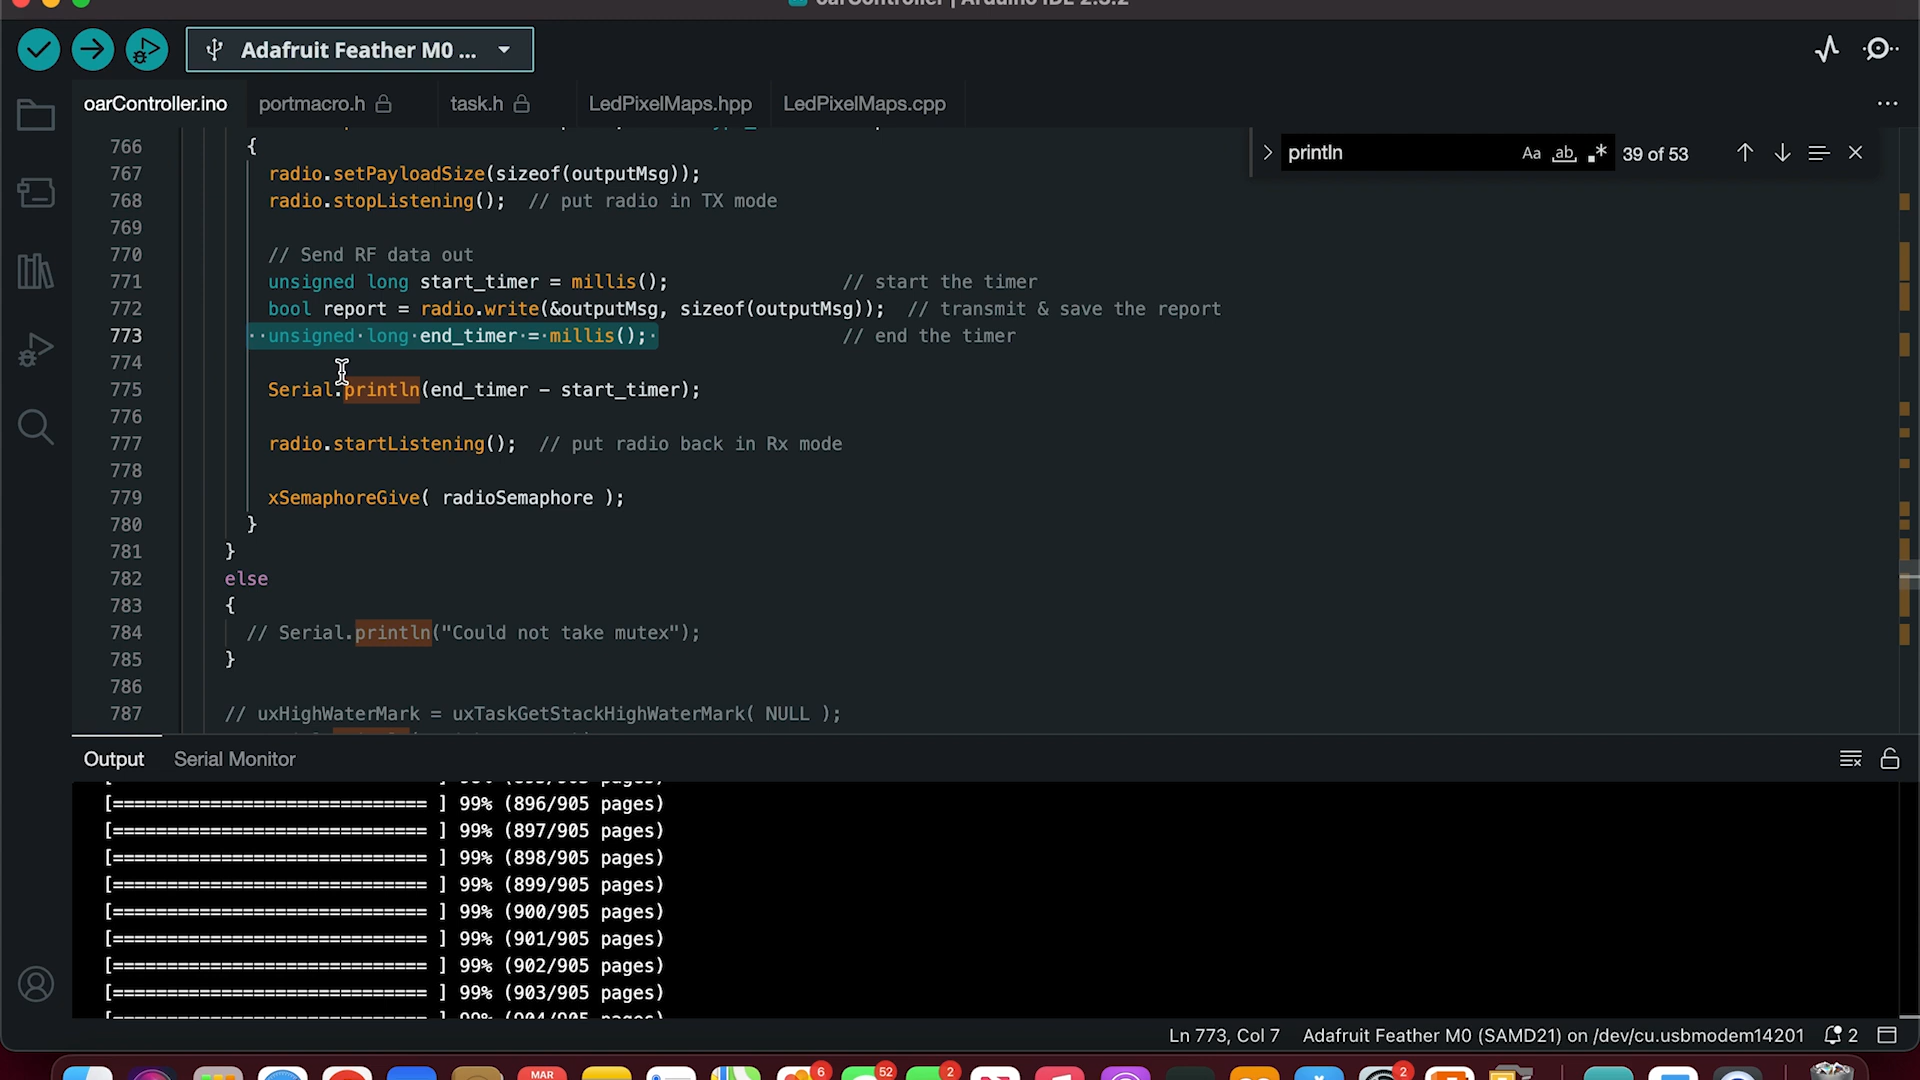 Adafruit Feather M0 ...
oarController.ino portmacro.h task.h LedPixelMaps.hpp LedPixelMaps.cpp ...
println Aa ab .* 39 of 53
766 {
767 radio.setPayloadSize(sizeof(outputMsg));
768 radio.stopListening(); // put radio in TX mode
769
770 // Send RF data out
771 unsigned long start_timer = millis(); // start the timer
772 bool report = radio.write(&outputMsg, sizeof(outputMsg)); // transmit & save the report
773 unsigned long end_timer = millis(); // end the timer
774
775 Serial.println(end_timer - start_timer);
776
777 radio.startListening(); // put radio back in Rx mode
778
779 xSemaphoreGive( radioSemaphore );
780 }
781 }
782 else
783 {
784 // Serial.println("Could not take mutex");
785 }
786
787 // uxHighWaterMark = uxTaskGetStackHighWaterMark( NULL );
Output Serial Monitor
[============================= ] 99% (896/905 pages)
[============================= ] 99% (897/905 pages)
[============================= ] 99% (898/905 pages)
[============================= ] 99% (899/905 pages)
[============================= ] 99% (900/905 pages)
[============================= ] 99% (901/905 pages)
[============================= ] 99% (902/905 pages)
[============================= ] 99% (903/905 pages)
Ln 773, Col 7 Adafruit Feather M0 (SAMD21) on /dev/cu.usbmodem14201 2
MAR 6 52 2 2